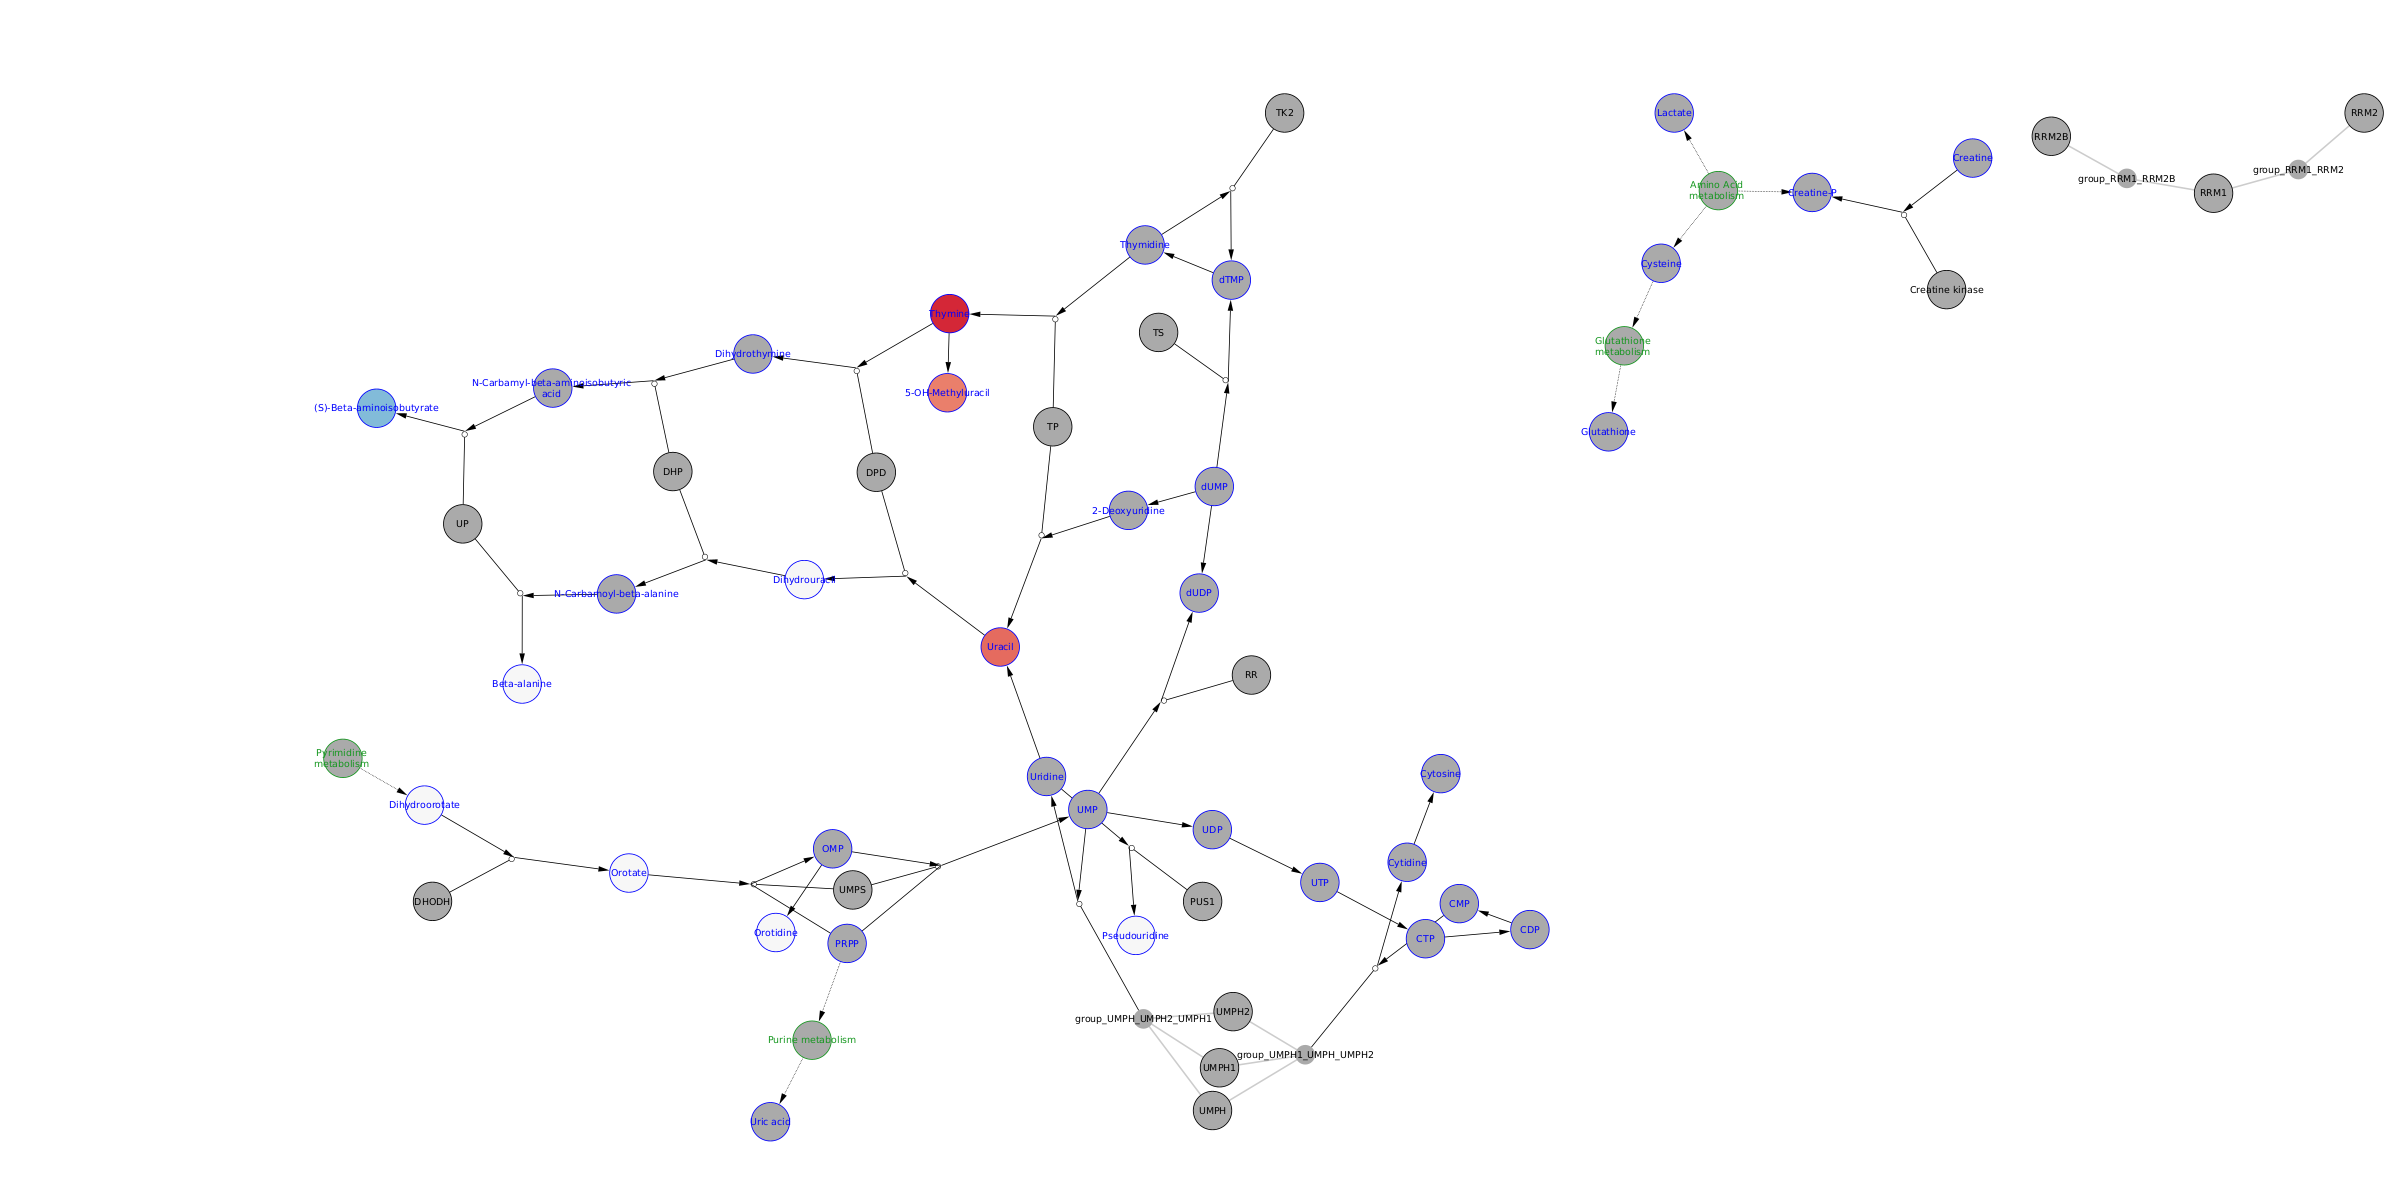 TK2
Lactate
RRM2
RRM2B
Creatine
group_RRM1_RRM2
group_RRM1_RRM2B
Amino Acid
metabolism
Creatine-P
RRM1
Thymidine
Cysteine
dTMP
Creatine kinase
Thymine
TS
Glutathione
metabolism
Dihydrothymine
N-Carbamyl-beta-aminoisobutyric
acid
5-OH-Methyluracil
(S)-Beta-aminoisobutyrate
TP
Glutathione
DHP
DPD
dUMP
2-Deoxyuridine
UP
Dihydrouracil
N-Carbamoyl-beta-alanine
dUDP
Uracil
RR
Beta-alanine
Pyrimidine
metabolism
Uridine
Cytosine
Dihydroorotate
UMP
UDP
OMP
Cytidine
Orotate
UTP
UMPS
DHODH
PUS1
CMP
Orotidine
PRPP
Pseudouridine
CTP
CDP
UMPH2
group_UMPH_UMPH2_UMPH1
Purine metabolism
group_UMPH1_UMPH_UMPH2
UMPH1
UMPH
Uric acid